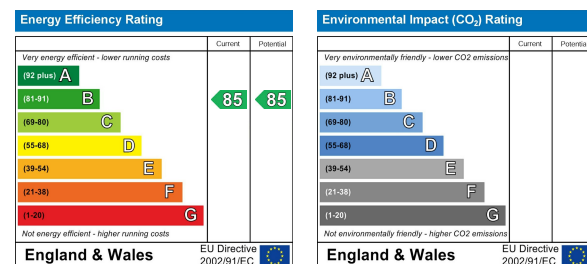 Energy Efficiency Rating
Current Potential
Very energy efficient - lower running costs
(92 plus) A
(81-91) B
85 85
(69-80) C
(55-68) D
(39-54) E
(21-38) F
(1-20) G
Not energy efficient - higher running costs
England & Wales
EU Directive
2002/91/EC
Environmental Impact (CO₂) Rating
Current Potential
Very environmentally friendly - lower CO2 emissions
(92 plus) A
(81-91) B
(69-80) C
(55-68) D
(39-54) E
(21-38) F
(1-20) G
Not environmentally friendly - higher CO2 emissions
England & Wales
EU Directive
2002/91/EC